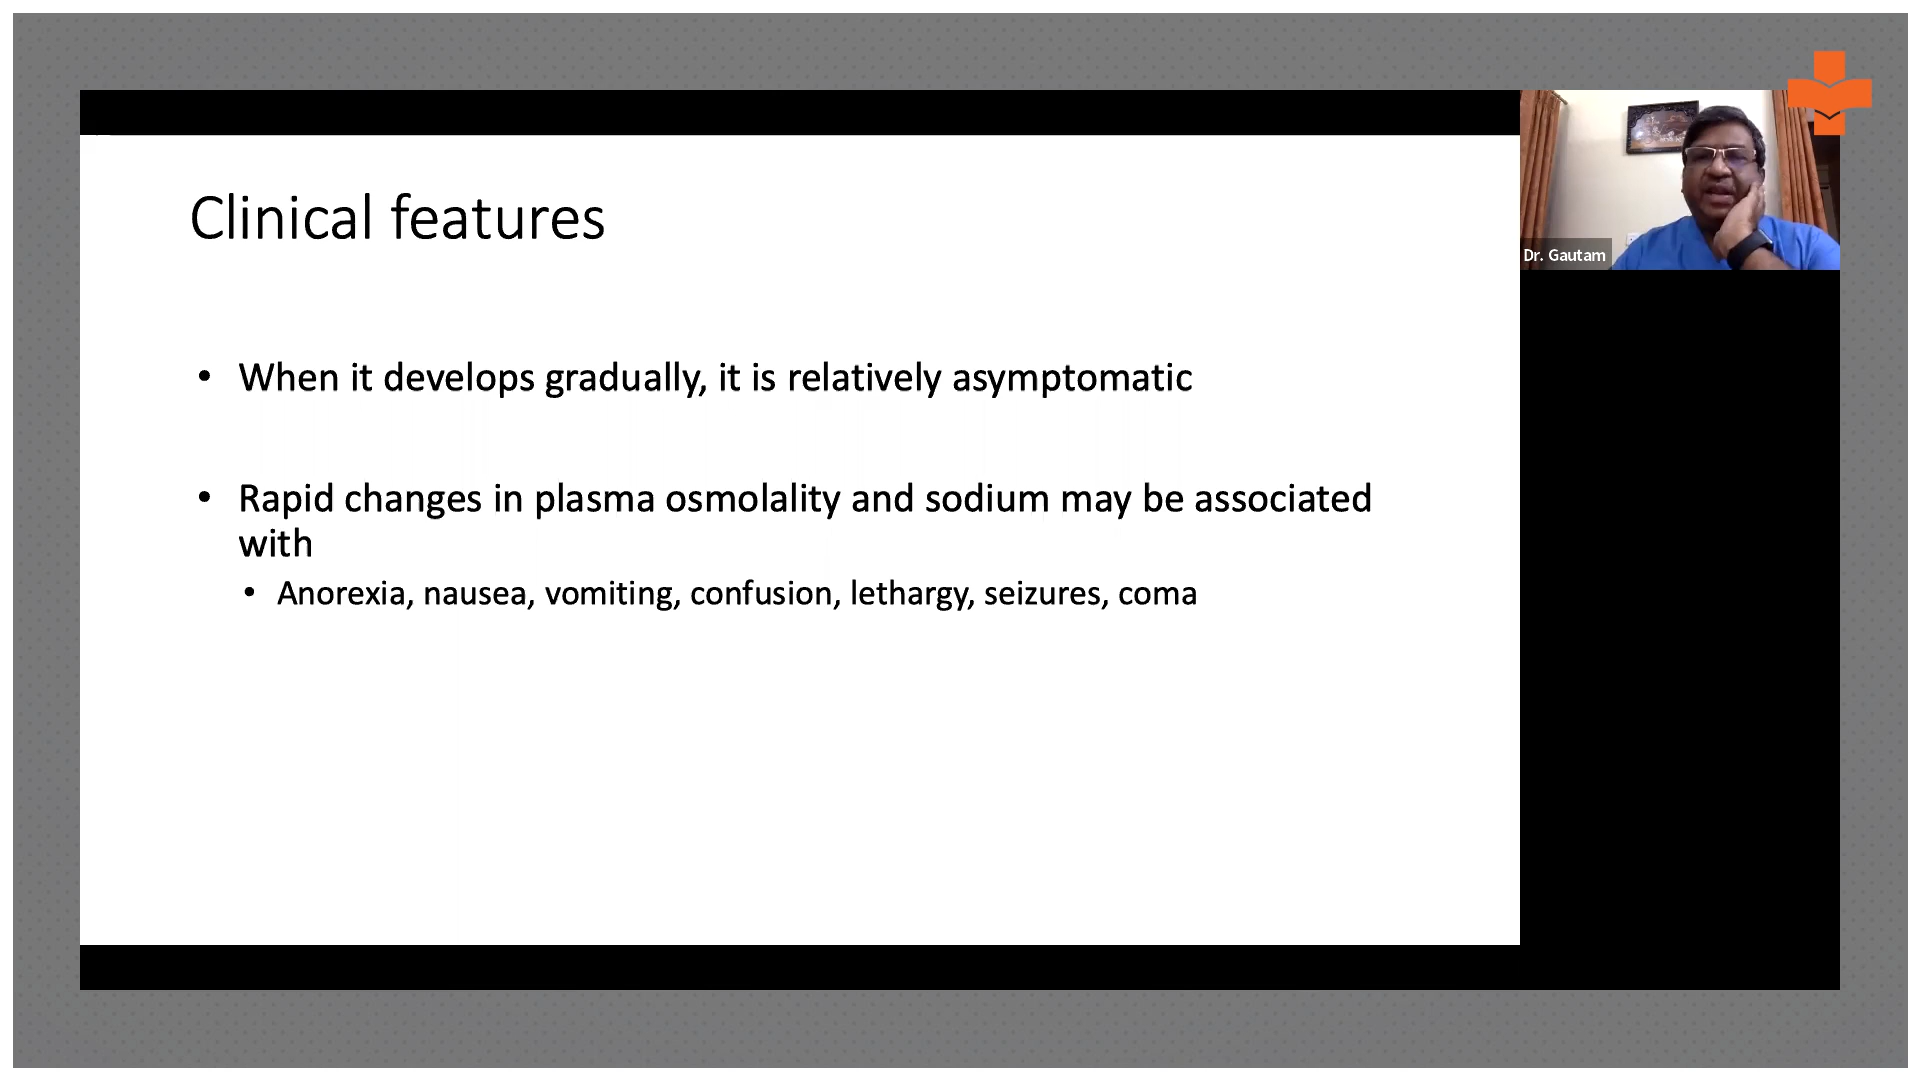 Clinical features
• When it develops gradually, it is relatively asymptomatic
• Rapid changes in plasma osmolality and sodium may be associated
with
• Anorexia, nausea, vomiting, confusion, lethargy, seizures, coma
Dr. Gautam